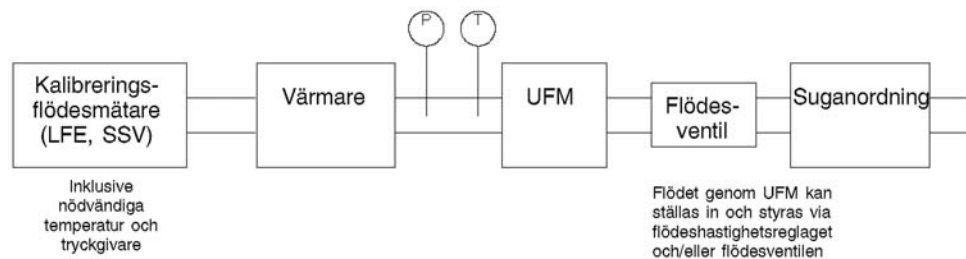 P
T
Kalibrerings-
flödesmätare
(LFE, SSV)
Värmare
UFM
Flödes-
ventil
Suganordning
Inklusive
nödvändiga
temperatur och
tryckgivare
Flödet genom UFM kan
ställas in och styras via
flödeshastighetsreglaget
och/eller flödesventilen